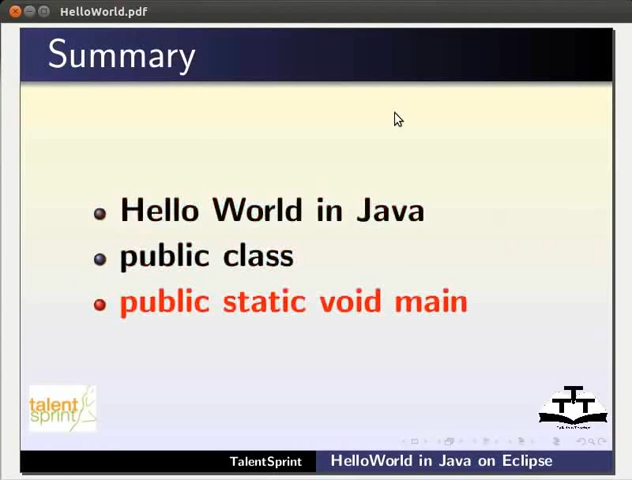 HelloWorld.pdf
Summary
Hello World in Java
public class
public static void main
talent
sprint
TTT
TalentSprint
HelloWorld in Java on Eclipse